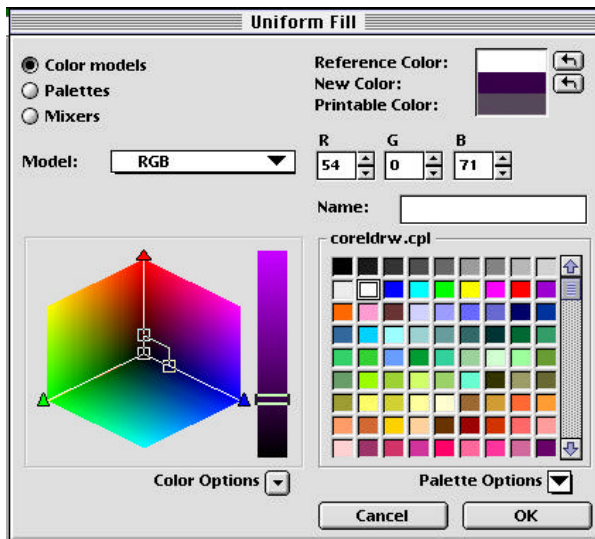 Uniform Fill
Color models
Palettes
Mixers
Reference Color:
New Color:
Printable Color:
Model: RGB
R G B
54 0 71
Name:
coreldrw.cpl
Color Options
Palette Options
Cancel OK